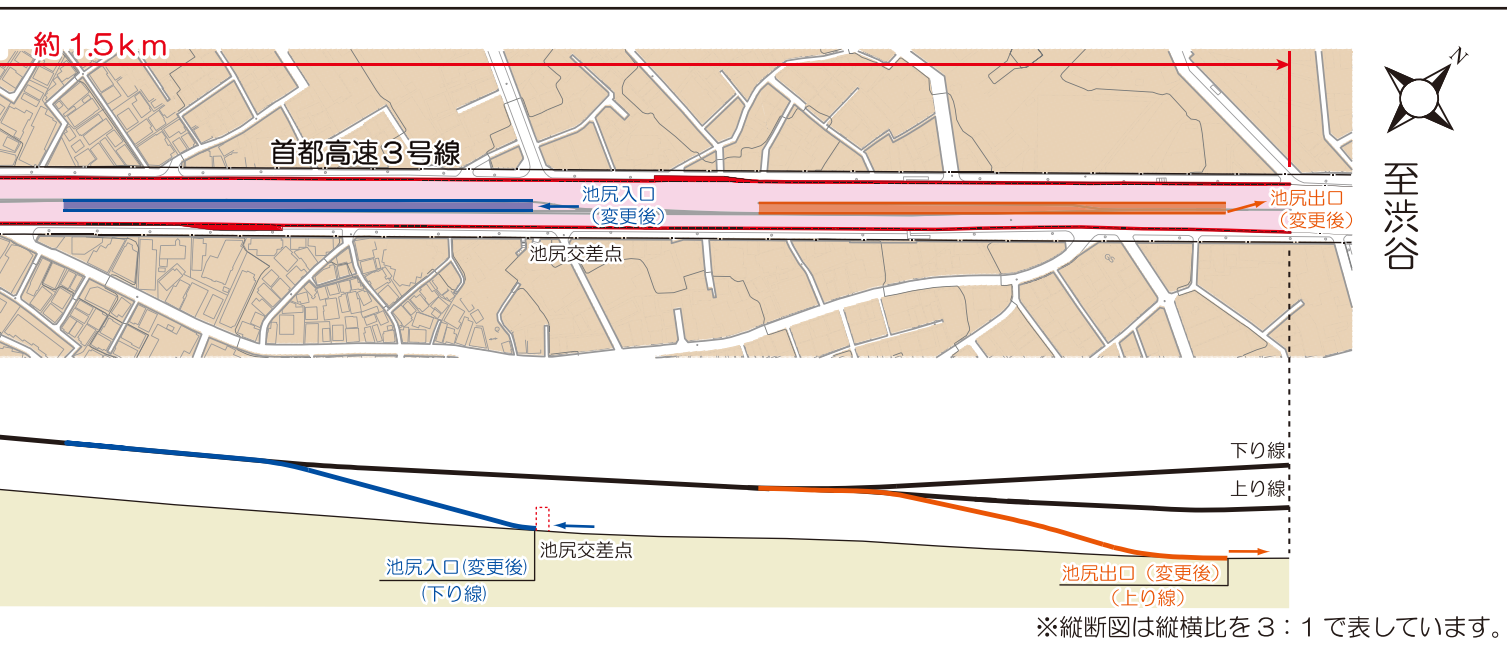 約1.5km
N
首都高速3号線
池尻入口
(変更後)
池尻出口
(変更後)
至渋谷
池尻交差点
下り線
上り線
池尻交差点
池尻入口(変更後)
(下り線)
池尻出口(変更後)
(上り線)
※縦断図は縦横比を3:1で表しています。